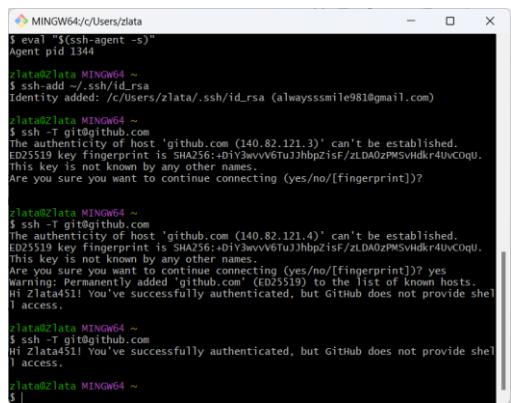 MINGW64:/c/Users/zlata
$ eval "$(ssh-agent -s)"
Agent pid 1344
zlata@Zlata MINGW64 ~
$ ssh-add ~/.ssh/id_rsa
Identity added: /c/Users/zlata/.ssh/id_rsa (alwaysssmile981@gmail.com)
zlata@Zlata MINGW64 ~
$ ssh -T git@github.com
The authenticity of host 'github.com (140.82.121.3)' can't be established.
ED25519 key fingerprint is SHA256:+DiY3wvvV6TuJJhbpZisF/zLDA0zPMSvHdkr4UvCOqU.
This key is not known by any other names.
Are you sure you want to continue connecting (yes/no/[fingerprint])?
zlata@Zlata MINGW64 ~
$ ssh -T git@github.com
The authenticity of host 'github.com (140.82.121.4)' can't be established.
ED25519 key fingerprint is SHA256:+DiY3wvvV6TuJJhbpZisF/zLDA0zPMSvHdkr4UvCOqU.
This key is not known by any other names.
Are you sure you want to continue connecting (yes/no/[fingerprint])? yes
Warning: Permanently added 'github.com' (ED25519) to the list of known hosts.
Hi Zlata451! You've successfully authenticated, but GitHub does not provide shel
l access.
zlata@Zlata MINGW64 ~
$ ssh -T git@github.com
Hi Zlata451! You've successfully authenticated, but GitHub does not provide shel
l access.
zlata@Zlata MINGW64 ~
$